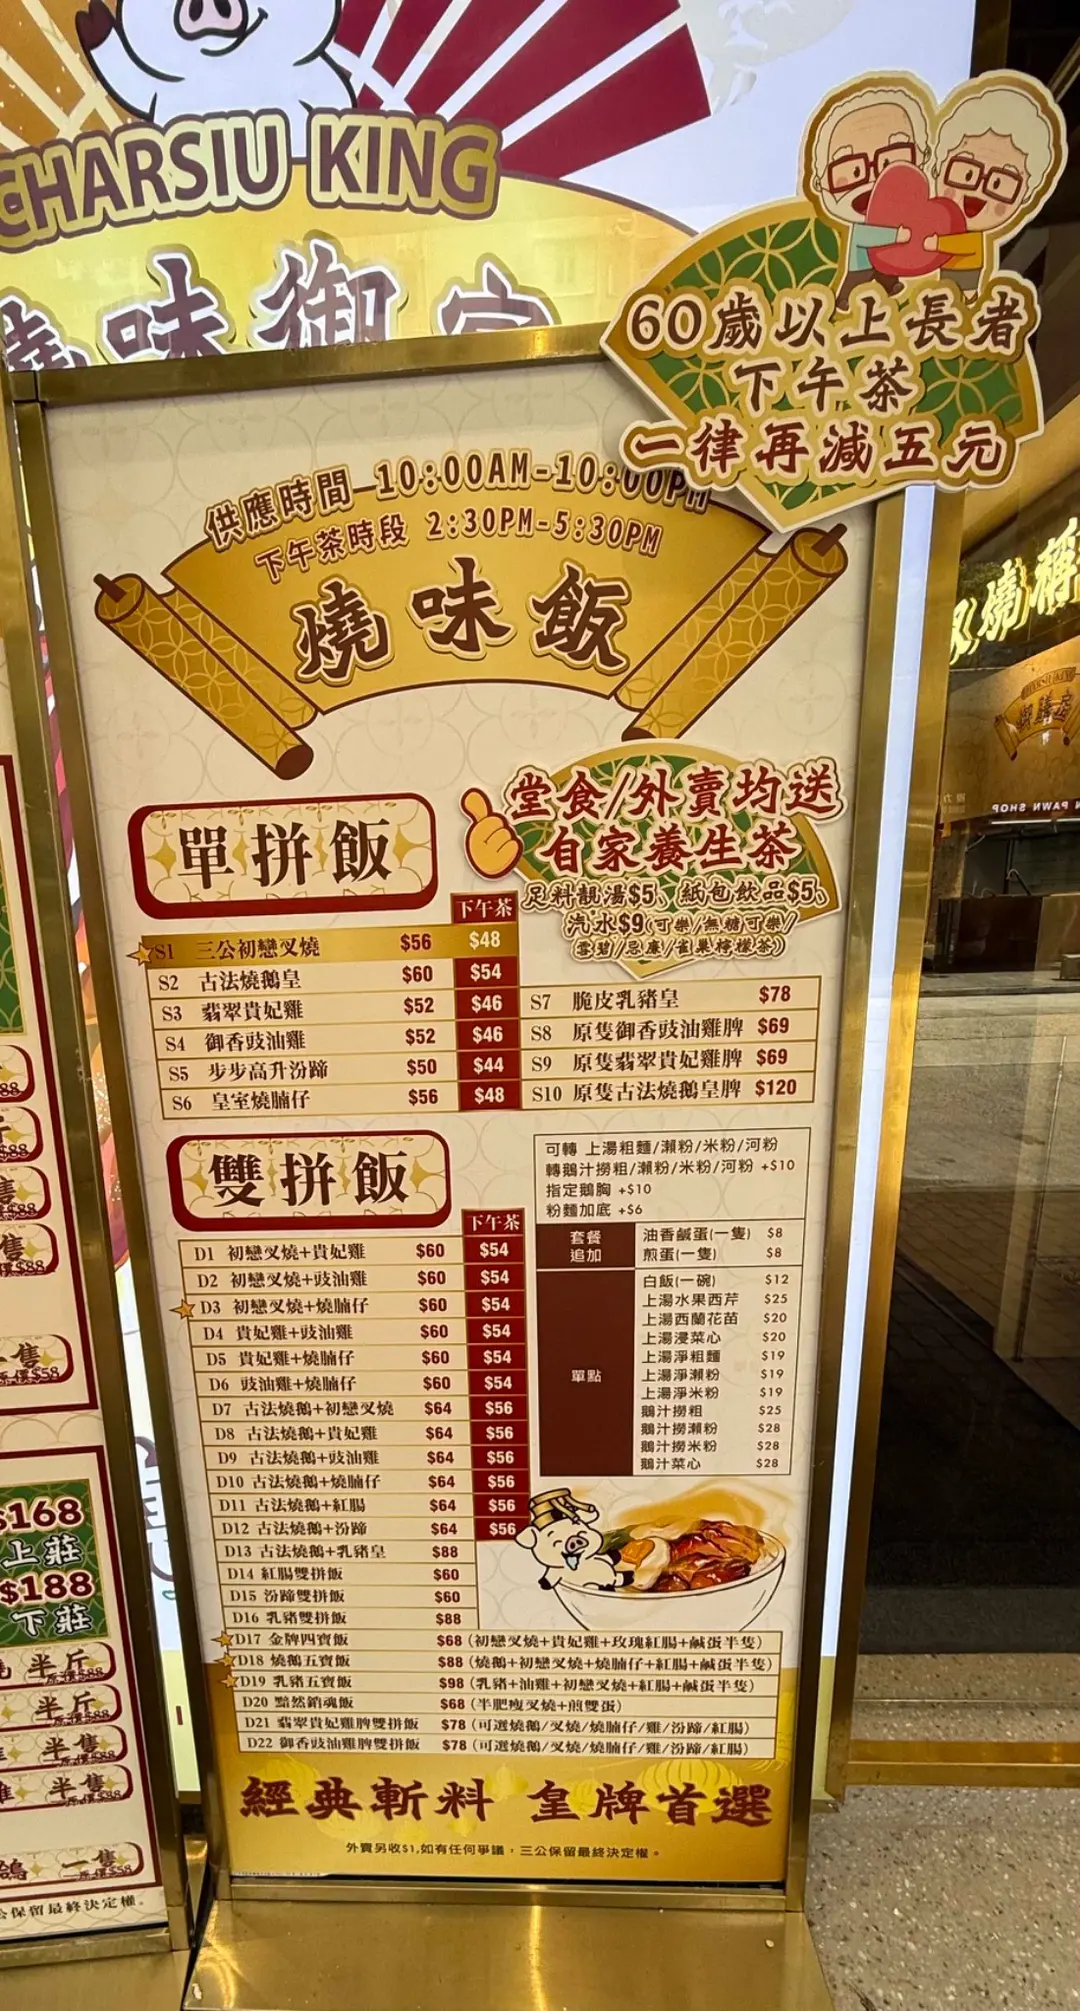 CHARSIU KING
燒味御家
60歲以上長者
下午茶
一律再減五元
供應時間 10:00AM-10:00PM
下午茶時段 2:30PM-5:30PM
燒味飯
堂食/外賣均送
自家養生茶
足料靚湯$5、紙包飲品$5、
汽水$9(可樂/無糖可樂/
雪碧/忌廉/雀巢檸檬茶)
單拼飯
下午茶
S1 三公初戀叉燒 $56 $48
S2 古法燒鵝皇 $60 $54
S3 翡翠貴妃雞 $52 $46
S4 御香豉油雞 $52 $46
S5 步步高升汾蹄 $50 $44
S6 皇室燒腩仔 $56 $48
S7 脆皮乳豬皇 $78
S8 原隻御香豉油雞髀 $69
S9 原隻翡翠貴妃雞髀 $69
S10 原隻古法燒鵝皇髀 $120
雙拼飯
下午茶
D1 初戀叉燒+貴妃雞 $60 $54
D2 初戀叉燒+豉油雞 $60 $54
D3 初戀叉燒+燒腩仔 $60 $54
D4 貴妃雞+豉油雞 $60 $54
D5 貴妃雞+燒腩仔 $60 $54
D6 豉油雞+燒腩仔 $60 $54
D7 古法燒鵝+初戀叉燒 $64 $56
D8 古法燒鵝+貴妃雞 $64 $56
D9 古法燒鵝+豉油雞 $64 $56
D10 古法燒鵝+燒腩仔 $64 $56
D11 古法燒鵝+紅腸 $64 $56
D12 古法燒鵝+汾蹄 $64 $56
D13 古法燒鵝+乳豬皇 $88
D14 紅腸雙拼飯 $60
D15 汾蹄雙拼飯 $60
D16 乳豬雙拼飯 $88
D17 金牌四寶飯 $68 (初戀叉燒+貴妃雞+玫瑰紅腸+鹹蛋半隻)
D18 燒鵝五寶飯 $88 (燒鵝+初戀叉燒+燒腩仔+紅腸+鹹蛋半隻)
D19 乳豬五寶飯 $98 (乳豬+油雞+初戀叉燒+紅腸+鹹蛋半隻)
D20 黯然銷魂飯 $68 (半肥瘦叉燒+煎雙蛋)
D21 翡翠貴妃雞髀雙拼飯 $78 (可選燒鵝/叉燒/燒腩仔/雞/汾蹄/紅腸)
D22 御香豉油雞髀雙拼飯 $78 (可選燒鵝/叉燒/燒腩仔/雞/汾蹄/紅腸)
可轉 上湯粗麵/瀨粉/米粉/河粉
轉鵝汁撈粗/瀨粉/米粉/河粉 +$10
指定鵝胸 +$10
粉麵加底 +$6
套餐
追加
油香鹹蛋(一隻) $8
煎蛋(一隻) $8
單點
白飯(一碗) $12
上湯水果西芹 $25
上湯西蘭花苗 $20
上湯浸菜心 $20
上湯淨粗麵 $19
上湯淨瀨粉 $19
上湯淨米粉 $19
鵝汁撈粗 $25
鵝汁撈瀨粉 $28
鵝汁撈米粉 $28
鵝汁菜心 $28
經典斬料 皇牌首選
外賣另收$1,如有任何爭議，三公保留最終決定權。
$168
上莊
$188
下莊
半斤
半斤
半隻
半隻
一隻
公保留最終決定權。